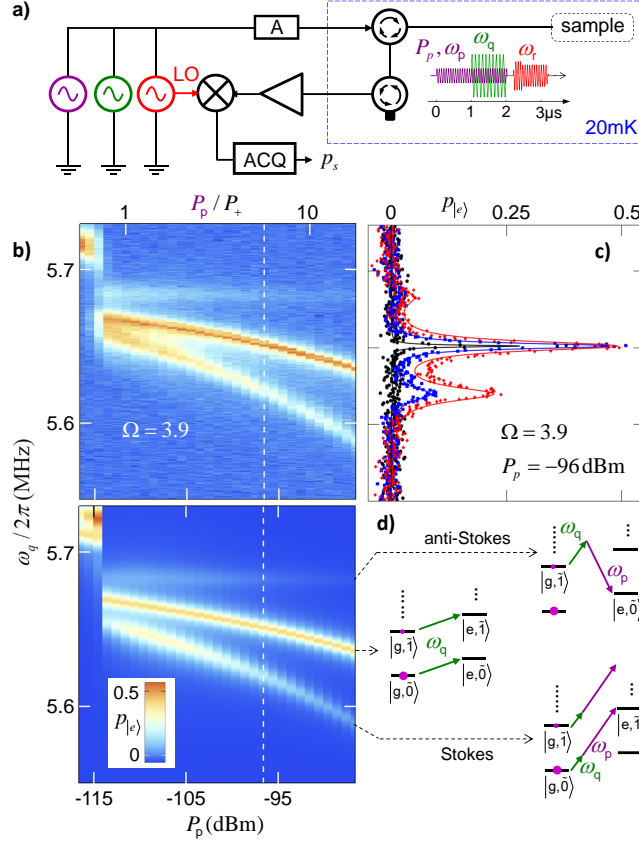 a)
A
sample
P_p, ω_p
ω_q
ω_r
LO
0 1 2 3μs
20mK
ACQ
p_s
P_p / P_+
1 10
b)
5.7
5.6
Ω = 3.9
p_|e⟩
0 0.25 0.5
c)
Ω = 3.9
P_p = −96 dBm
ω_q / 2π (MHz)
5.7
5.6
0.5
p_|e⟩
0
-115 -105 -95
P_p (dBm)
d)
anti-Stokes
ω_q
ω_p
|g,1̃⟩
|e,0̃⟩
|g,1̃⟩
ω_q
|e,1̃⟩
|g,0̃⟩
|e,0̃⟩
Stokes
|g,1̃⟩
|e,1̃⟩
ω_p
|g,0̃⟩
ω_q